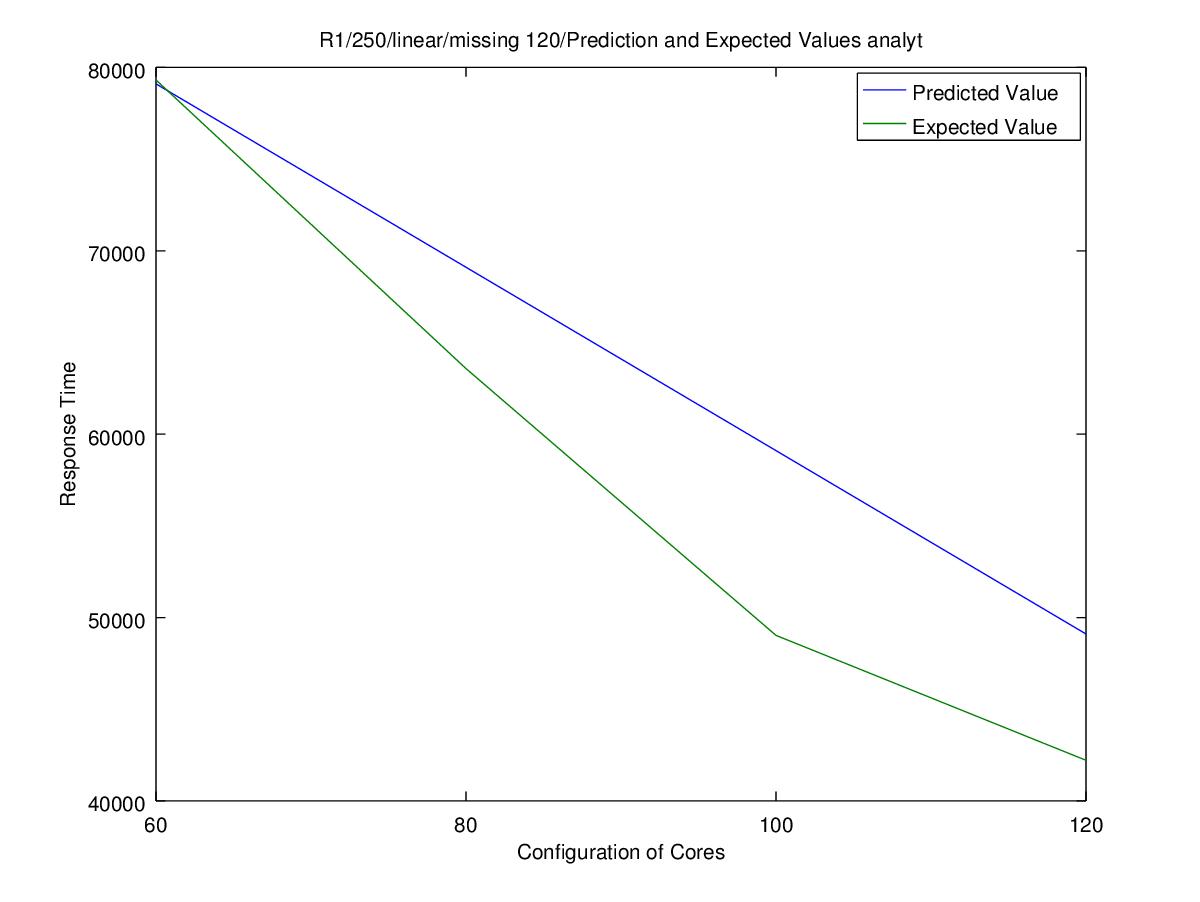 R1/250/linear/missing 120/Prediction and Expected Values analyt
80000
70000
60000
50000
40000
60
80
100
120
Response Time
Configuration of Cores
Predicted Value
Expected Value